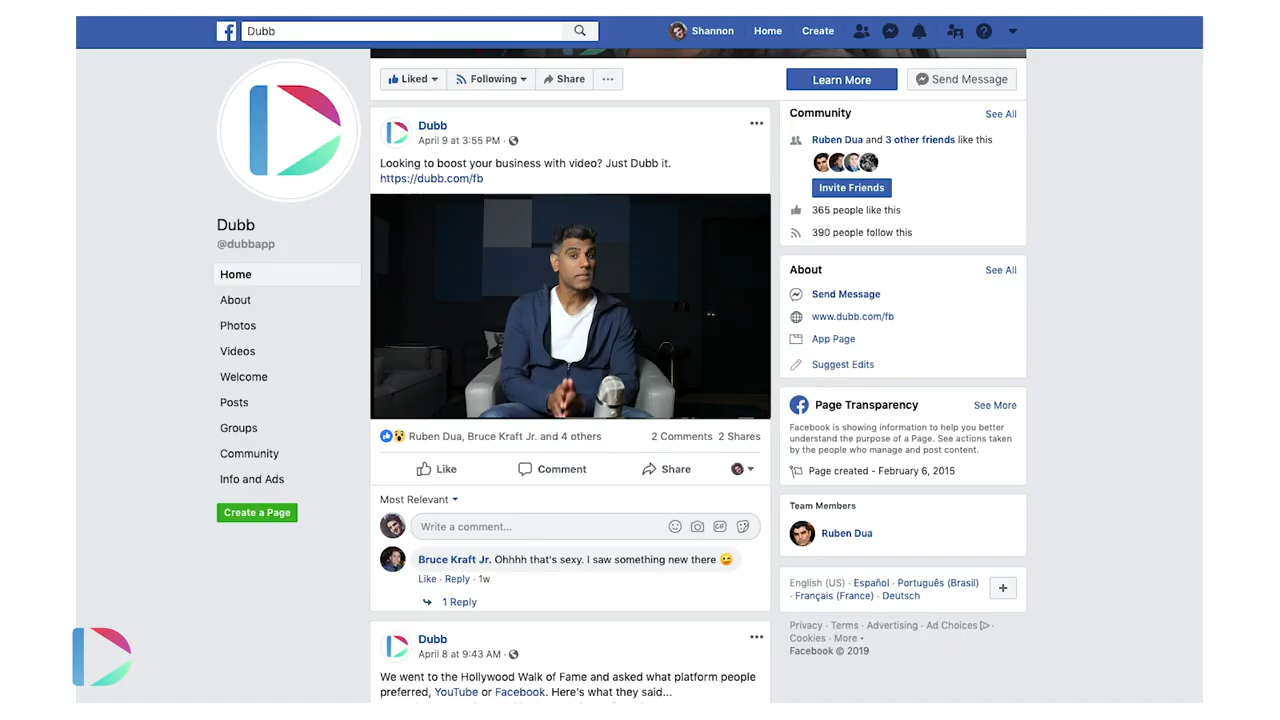 Dubb
Shannon Home Create
Liked Following Share ...
Learn More Send Message
Dubb
@dubbapp
Home
About
Photos
Videos
Welcome
Posts
Groups
Community
Info and Ads
Create a Page
Dubb
April 9 at 3:55 PM ·
Looking to boost your business with video? Just Dubb it.
https://dubb.com/fb
Ruben Dua, Bruce Kraft Jr. and 4 others 2 Comments 2 Shares
Like Comment Share
Most Relevant
Write a comment...
GIF
Bruce Kraft Jr. Ohhhh that's sexy. I saw something new there 😉
Like · Reply · 1w
1 Reply
Dubb
April 8 at 9:43 AM ·
We went to the Hollywood Walk of Fame and asked what platform people
preferred, YouTube or Facebook. Here's what they said...
Community See All
Ruben Dua and 3 other friends like this
Invite Friends
365 people like this
390 people follow this
About See All
Send Message
www.dubb.com/fb
App Page
Suggest Edits
Page Transparency See More
Facebook is showing information to help you better
understand the purpose of a Page. See actions taken
by the people who manage and post content.
Page created - February 6, 2015
Team Members
Ruben Dua
English (US) · Español · Português (Brasil)
· Français (France) · Deutsch
Privacy · Terms · Advertising · Ad Choices ·
Cookies · More
Facebook © 2019